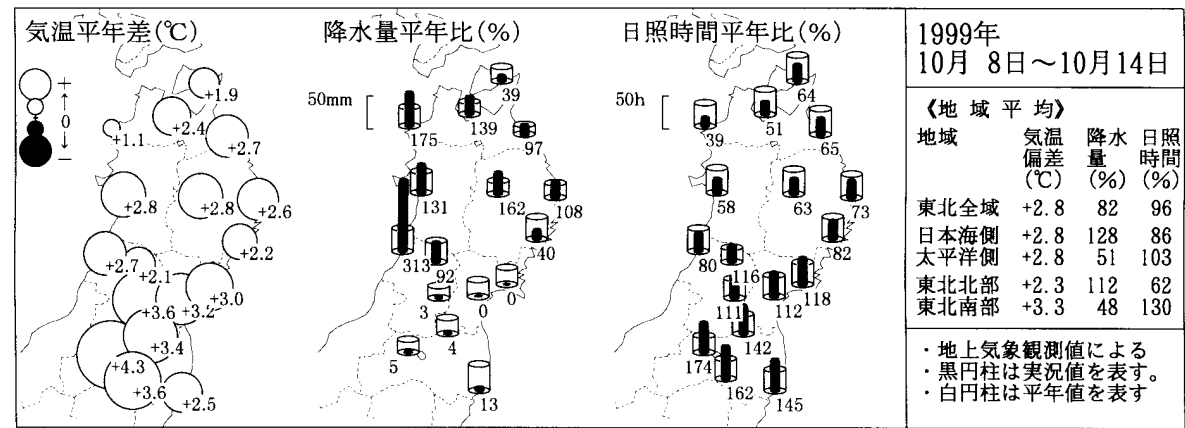 気温平年差(℃)
+
↑
0
↓
−
+1.9
+2.4
+1.1
+2.7
+2.8
+2.8
+2.6
+2.2
+2.7
+2.1
+3.0
+3.6
+3.2
+3.4
+4.3
+3.6
+2.5
降水量平年比(%)
50mm
39
175
139
97
131
162
108
40
313
92
0
3
0
4
5
13
日照時間平年比(%)
50h
64
39
51
65
58
63
73
82
80
116
118
111
112
142
174
162
145
1999年
10月 8日～10月14日
《地 域 平 均》
地域 気温 降水 日照
偏差 量 時間
(℃) (%) (%)
東北全域 +2.8 82 96
日本海側 +2.8 128 86
太平洋側 +2.8 51 103
東北北部 +2.3 112 62
東北南部 +3.3 48 130
・地上気象観測値による
・黒円柱は実況値を表す。
・白円柱は平年値を表す